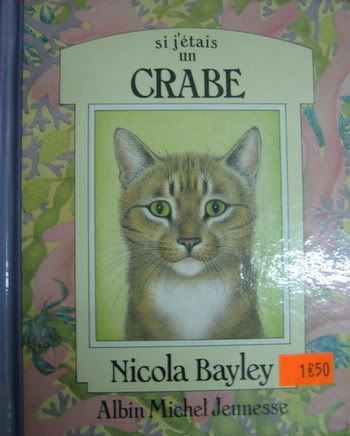 si j'étais
un
CRABE
Nicola Bayley
1€50
Albin Michel Jeunesse